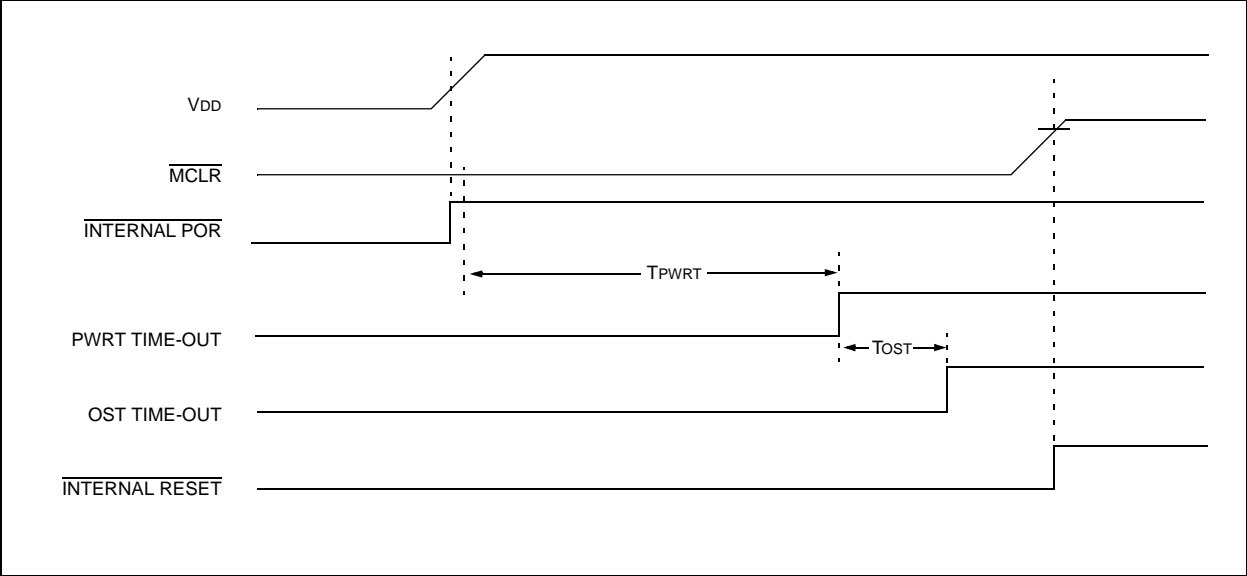 VDD
MCLR
INTERNAL POR
TPWRT
PWRT TIME-OUT
TOST
OST TIME-OUT
INTERNAL RESET